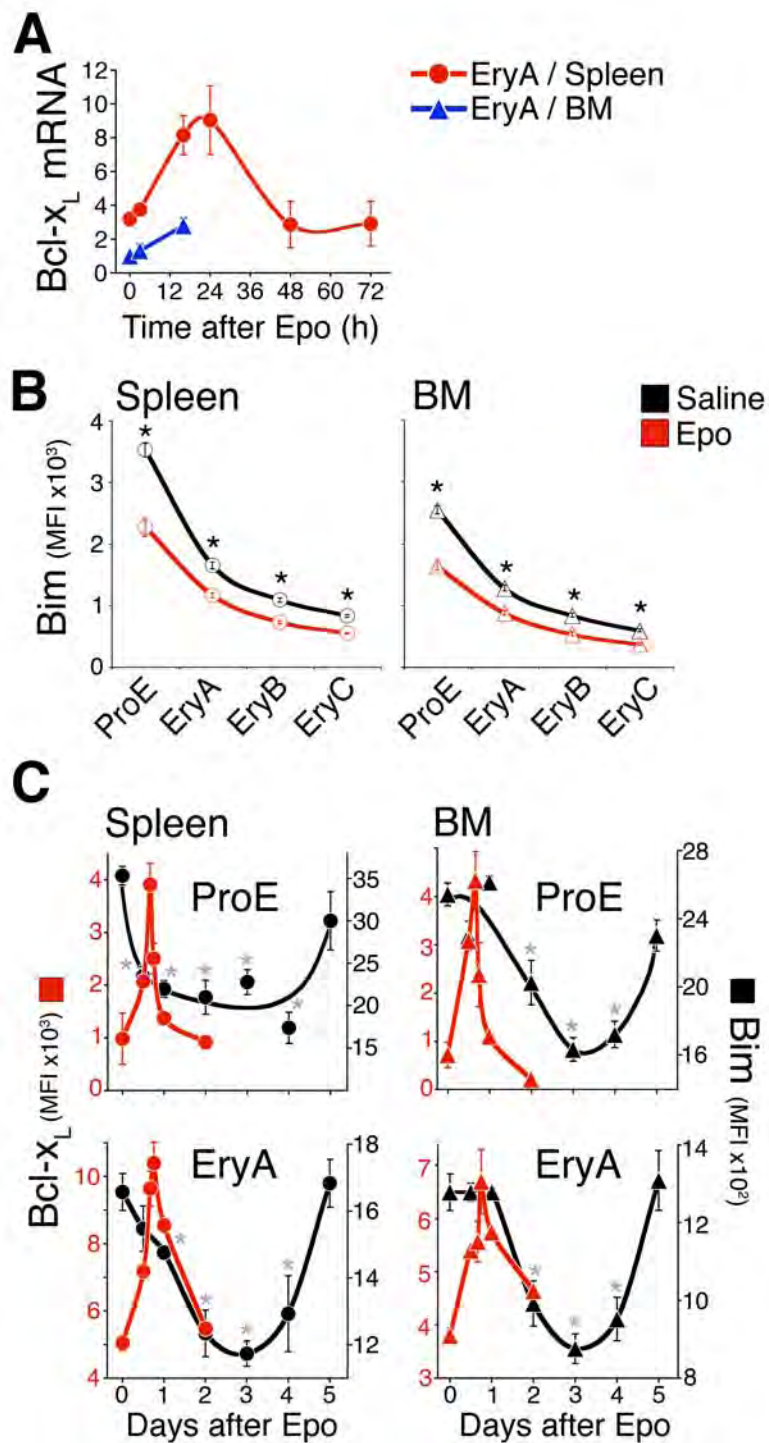 A
Bcl-xL mRNA
12
10
8
6
4
2
0
0 12 24 36 48 60 72
Time after Epo (h)
EryA / Spleen
EryA / BM
B
Spleen
BM
Saline
Epo
Bim (MFI x10³)
4
3
2
1
0
* * * *
* * * *
ProE EryA EryB EryC
ProE EryA EryB EryC
C
Spleen
BM
Bcl-xL (MFI x10³)
Bim (MFI x10²)
ProE
4
3
2
1
0
35
30
25
20
15
* * * * *
ProE
4
3
2
1
0
28
24
20
16
* * *
EryA
10
8
6
4
18
16
14
12
* * * *
0 1 2 3 4 5
Days after Epo
EryA
7
6
5
4
3
14
12
10
8
* * *
0 1 2 3 4 5
Days after Epo